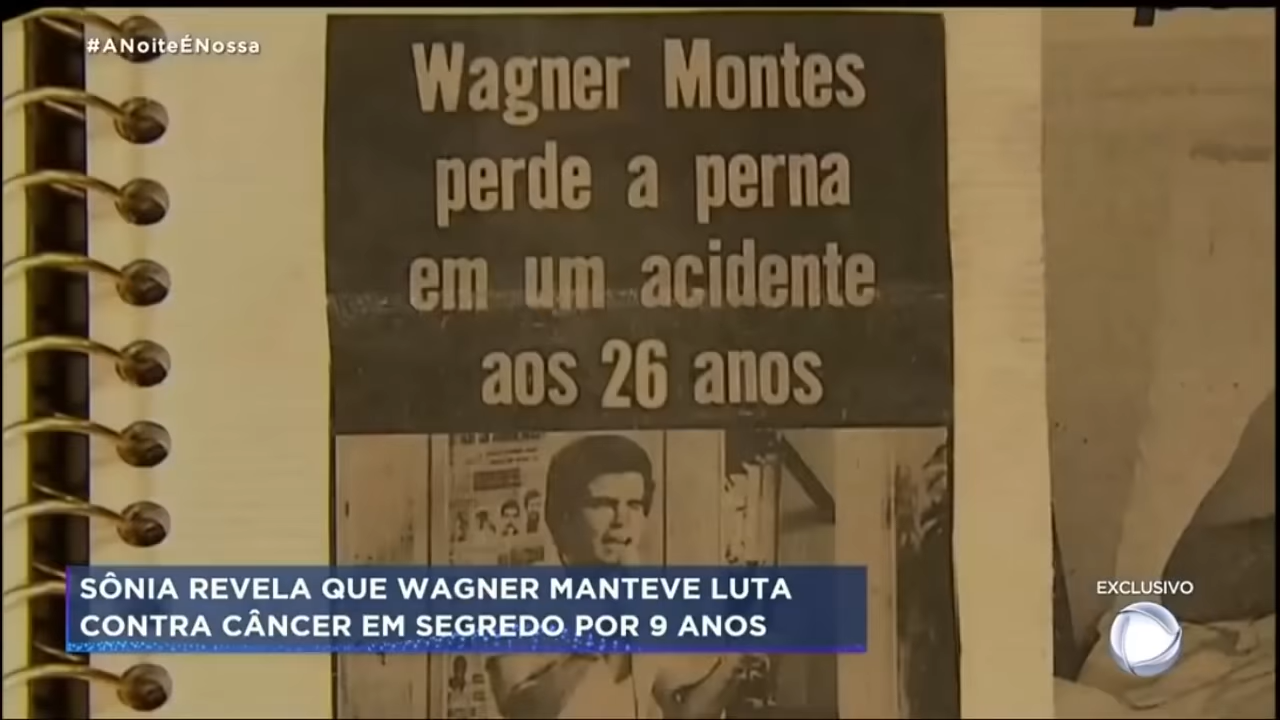 #ANoiteÉNossa
Wagner Montes
perde a perna
em um acidente
aos 26 anos
SÔNIA REVELA QUE WAGNER MANTEVE LUTA
CONTRA CÂNCER EM SEGREDO POR 9 ANOS
EXCLUSIVO